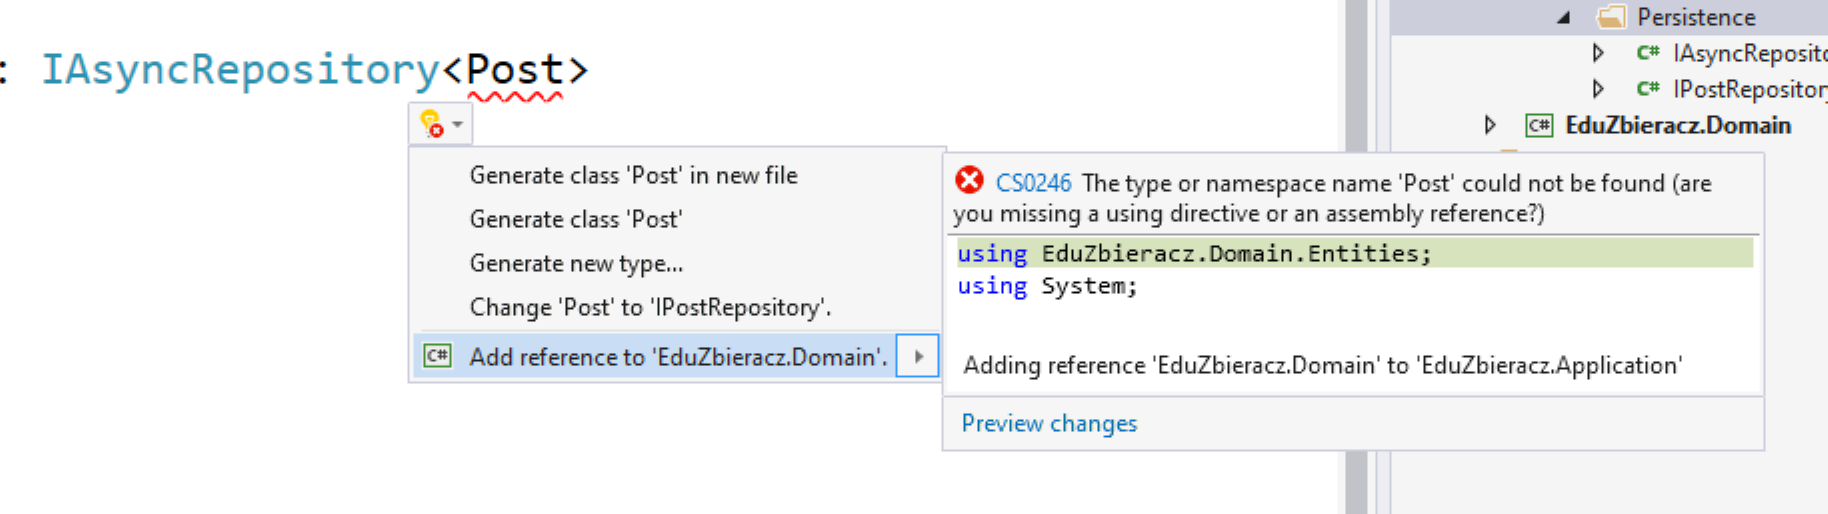 : IAsyncRepository<Post>
Generate class 'Post' in new file
Generate class 'Post'
Generate new type...
Change 'Post' to 'IPostRepository'.
C# Add reference to 'EduZbieracz.Domain'.
CS0246 The type or namespace name 'Post' could not be found (are
you missing a using directive or an assembly reference?)
using EduZbieracz.Domain.Entities;
using System;
Adding reference 'EduZbieracz.Domain' to 'EduZbieracz.Application'
Preview changes
Persistence
C# IAsyncReposito
C# IPostRepository
C# EduZbieracz.Domain